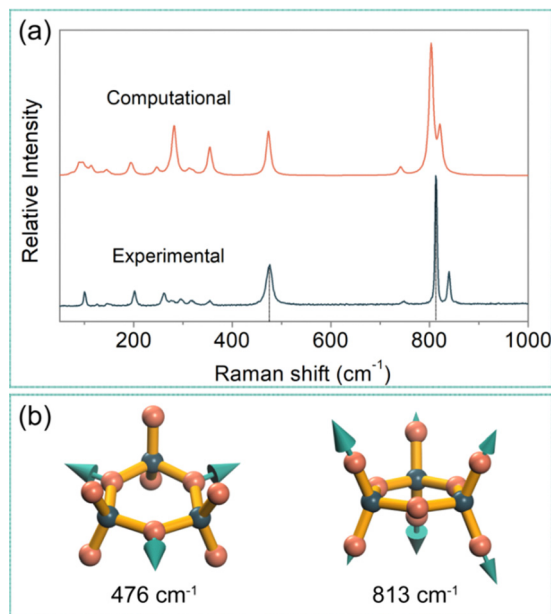 (a)
Computational
Experimental
Relative Intensity
200 400 600 800 1000
Raman shift (cm⁻¹)
(b)
476 cm⁻¹ 813 cm⁻¹